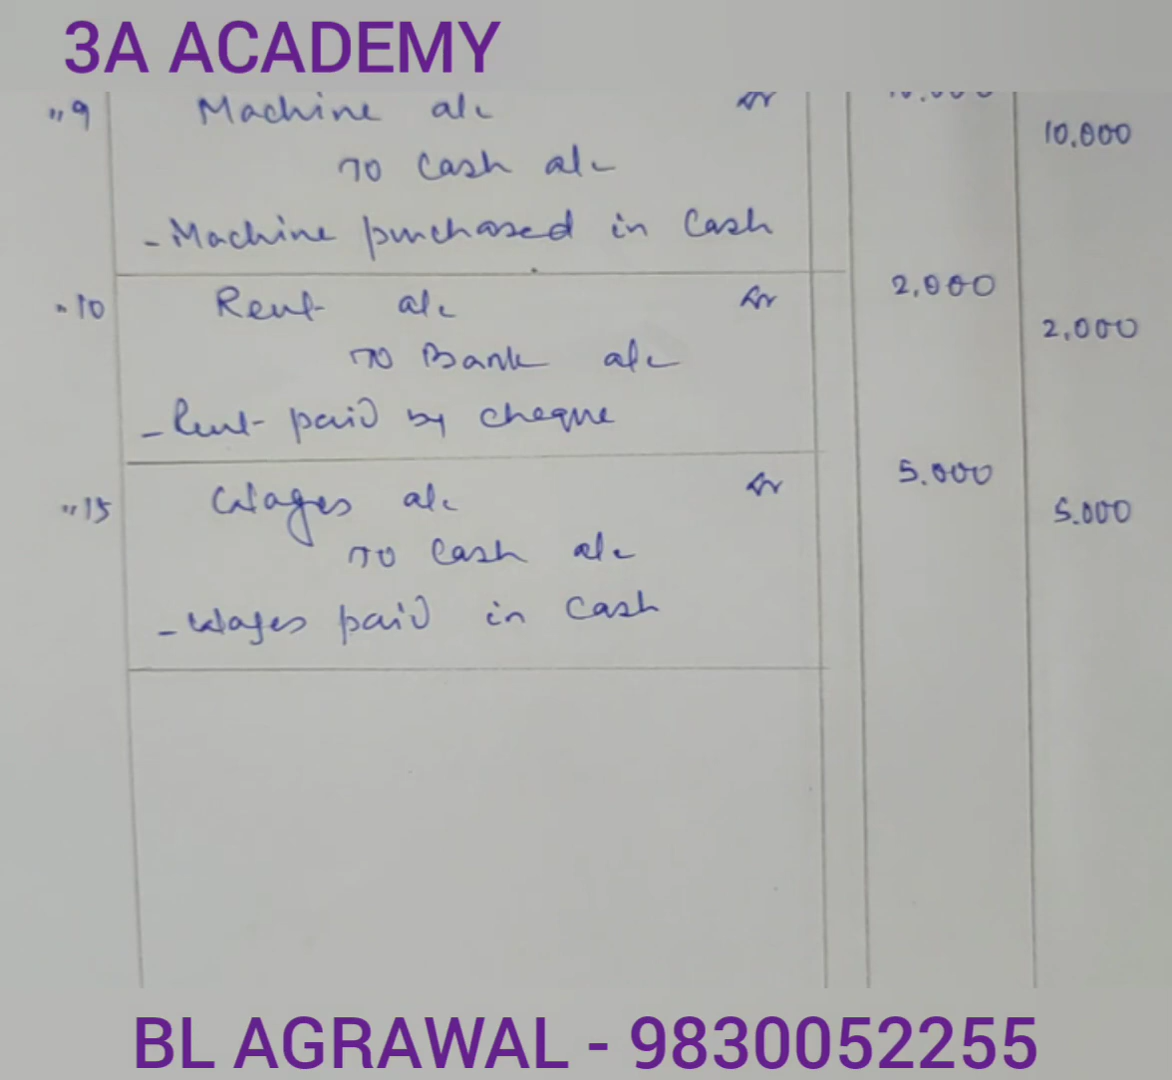 3A ACADEMY
"9 Machine a/c Dr
10,000
To Cash a/c
- Machine purchased in Cash
"10 Rent a/c Dr 2,000
2,000
To Bank a/c
- Rent paid by cheque
"15 Wages a/c Dr 5.000
5.000
To Cash a/c
- Wages paid in Cash
BL AGRAWAL - 9830052255